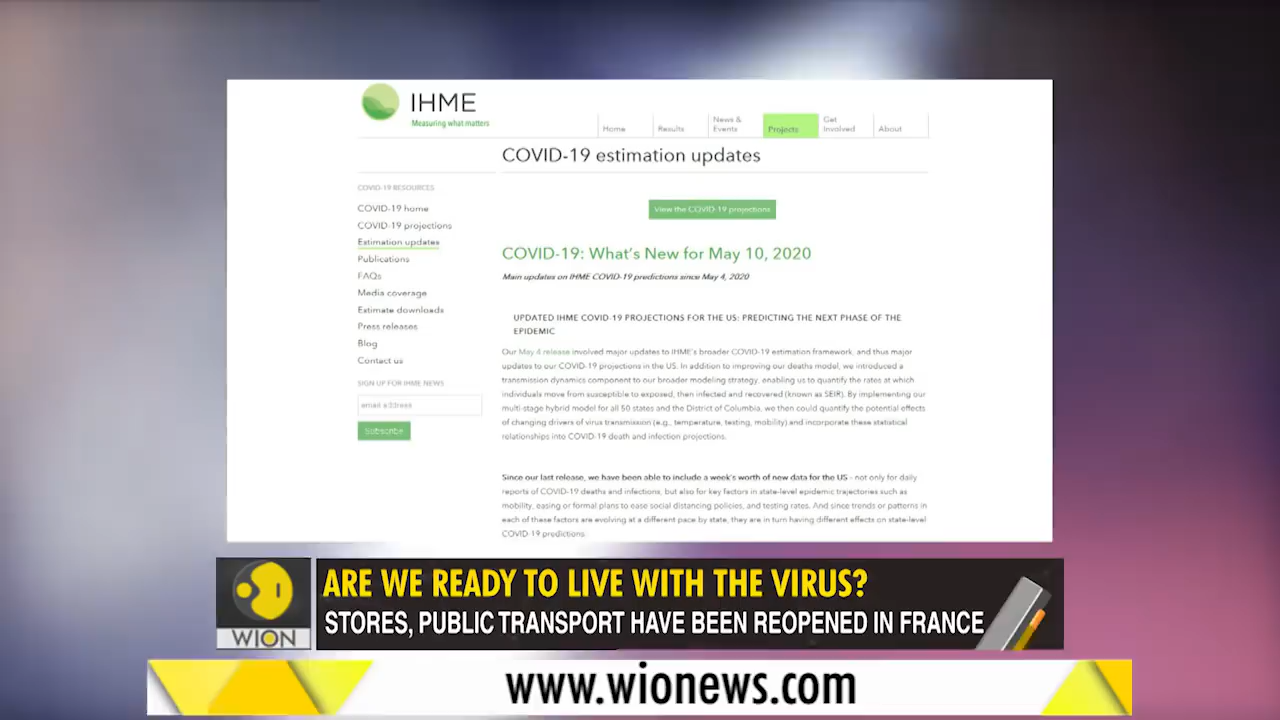 IHME
Measuring what matters
Home
Results
News &
Events
Projects
Get
Involved
About
COVID-19 estimation updates
COVID-19 RESOURCES
COVID-19 home
COVID-19 projections
Estimation updates
Publications
FAQs
Media coverage
Estimate downloads
Press releases
Blog
Contact us
SIGN UP FOR IHME NEWS
email address
Subscribe
View the COVID-19 projections
COVID-19: What's New for May 10, 2020
Main updates on IHME COVID-19 predictions since May 4, 2020
UPDATED IHME COVID-19 PROJECTIONS FOR THE US: PREDICTING THE NEXT PHASE OF THE
EPIDEMIC
Our May 4 release involved major updates to IHME's broader COVID-19 estimation framework, and thus major
updates to our COVID-19 projections in the US. In addition to improving our deaths model, we introduced a
transmission dynamics component to our broader modeling strategy, enabling us to quantify the rates at which
individuals move from susceptible to exposed, then infected and recovered (known as SEIR). By implementing our
multi-stage hybrid model for all 50 states and the District of Columbia, we then could quantify the potential effects
of changing drivers of virus transmission (e.g., temperature, testing, mobility) and incorporate these statistical
relationships into COVID-19 death and infection projections.
Since our last release, we have been able to include a week's worth of new data for the US – not only for daily
reports of COVID-19 deaths and infections, but also for key factors in state-level epidemic trajectories such as
mobility, easing or formal plans to ease social distancing policies, and testing rates. And since trends or patterns in
each of these factors are evolving at a different pace by state, they are in turn having different effects on state-level
COVID-19 predictions.
WION
ARE WE READY TO LIVE WITH THE VIRUS?
STORES, PUBLIC TRANSPORT HAVE BEEN REOPENED IN FRANCE
www.wionews.com